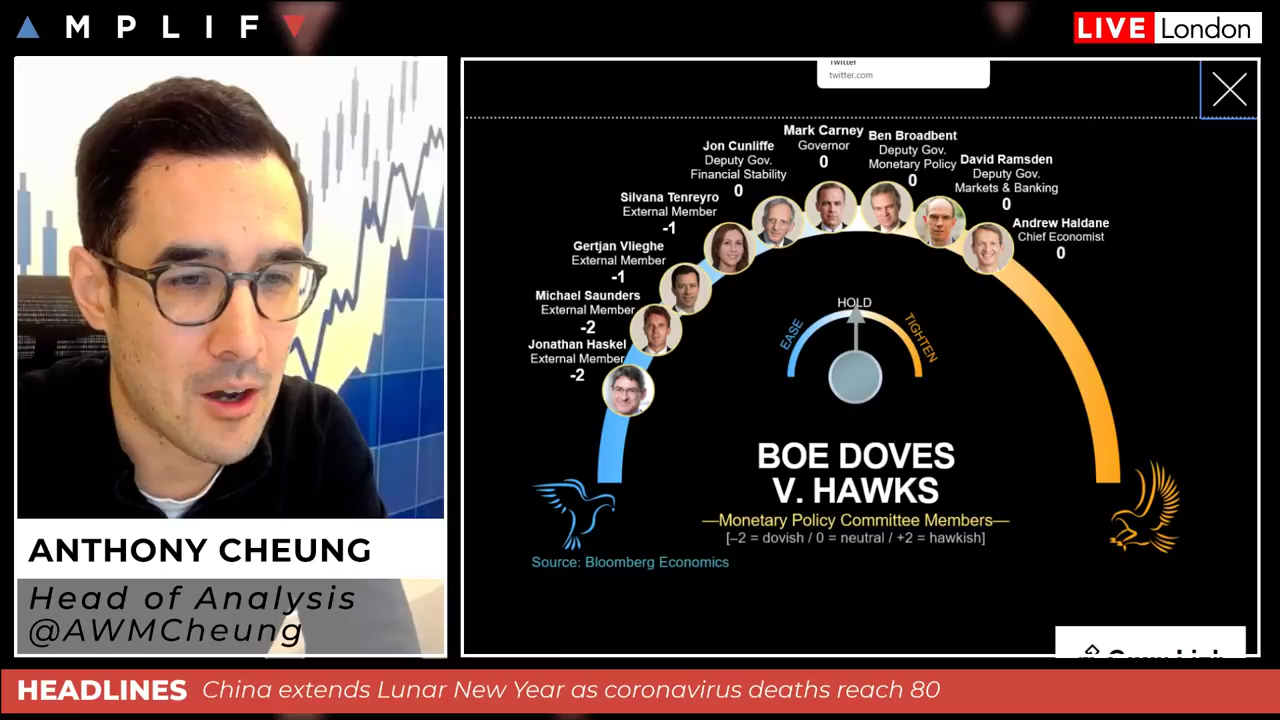 AMPLIFY
LIVE London
Twitter
twitter.com
Mark Carney
Governor
0
Ben Broadbent
Deputy Gov.
Monetary Policy
0
Jon Cunliffe
Deputy Gov.
Financial Stability
0
David Ramsden
Deputy Gov.
Markets & Banking
0
Silvana Tenreyro
External Member
-1
Andrew Haldane
Chief Economist
0
Gertjan Vlieghe
External Member
-1
Michael Saunders
External Member
-2
Jonathan Haskel
External Member
-2
HOLD
EASE
TIGHTEN
BOE DOVES
V. HAWKS
—Monetary Policy Committee Members—
[–2 = dovish / 0 = neutral / +2 = hawkish]
Source: Bloomberg Economics
ANTHONY CHEUNG
Head of Analysis
@AWMCheung
HEADLINES China extends Lunar New Year as coronavirus deaths reach 80